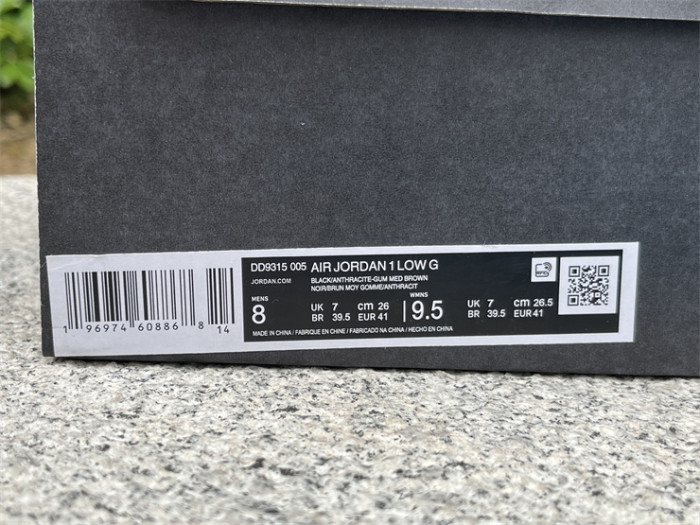 DD9315 005 AIR JORDAN 1 LOW G
JORDAN.COM
BLACK/ANTHRACITE-GUM MED BROWN
NOIR/BRUN MOY GOMME/ANTHRACIT
MENS
8
UK 7 cm 26
BR 39.5 EUR 41
WMNS
9.5
UK 7 cm 26.5
BR 39.5 EUR 41
MADE IN CHINA / FABRIQUE EN CHINE / FABRICADO NA CHINA / HECHO EN CHINA
1 96974 60886 8 14